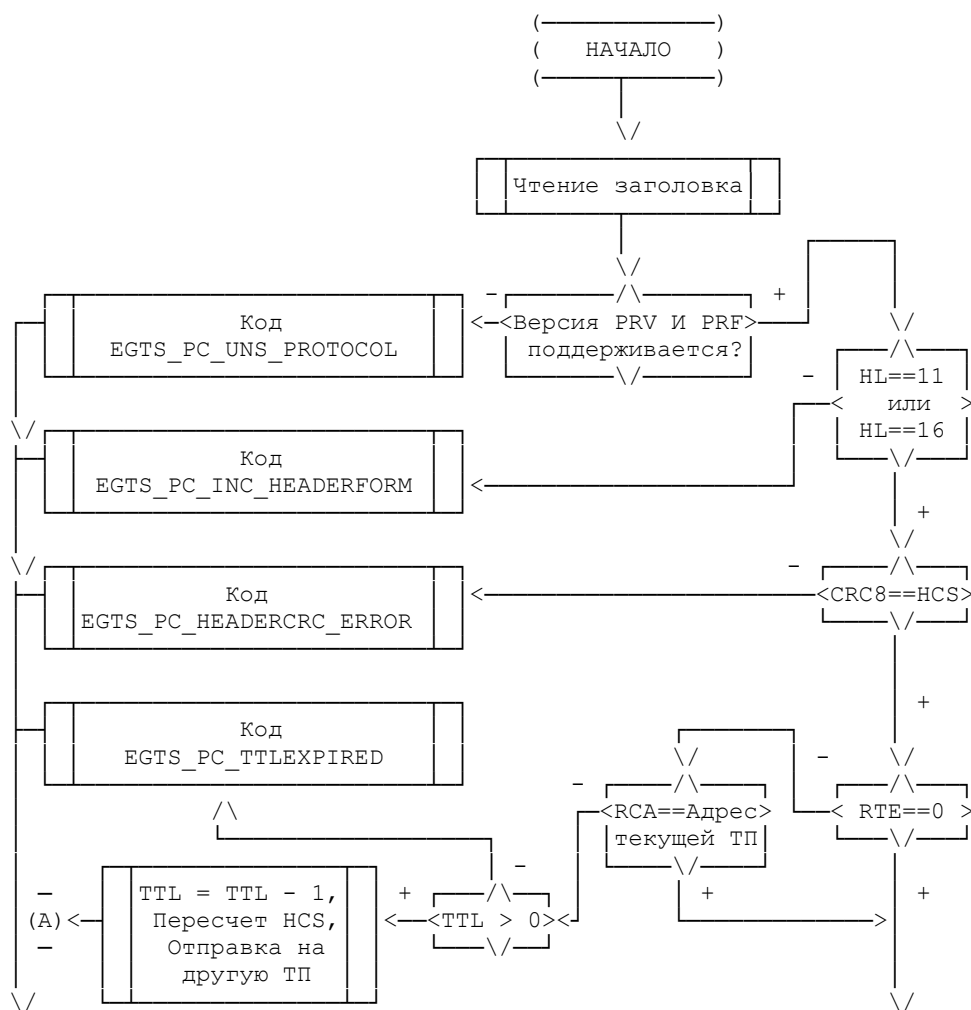 НАЧАЛО
Чтение заголовка
- +
Код
EGTS_PC_UNS_PROTOCOL
Версия PRV И PRF
поддерживается?
-
HL==11
или
HL==16
Код
EGTS_PC_INC_HEADERFORM
+
-
Код
EGTS_PC_HEADERCRC_ERROR
CRC8==HCS
+
Код
EGTS_PC_TTLEXPIRED
-
-
RCA==Адрес
текущей ТП
RTE==0
-
+
+
+
(А)
TTL = TTL - 1,
Пересчет HCS,
Отправка на
другую ТП
TTL > 0